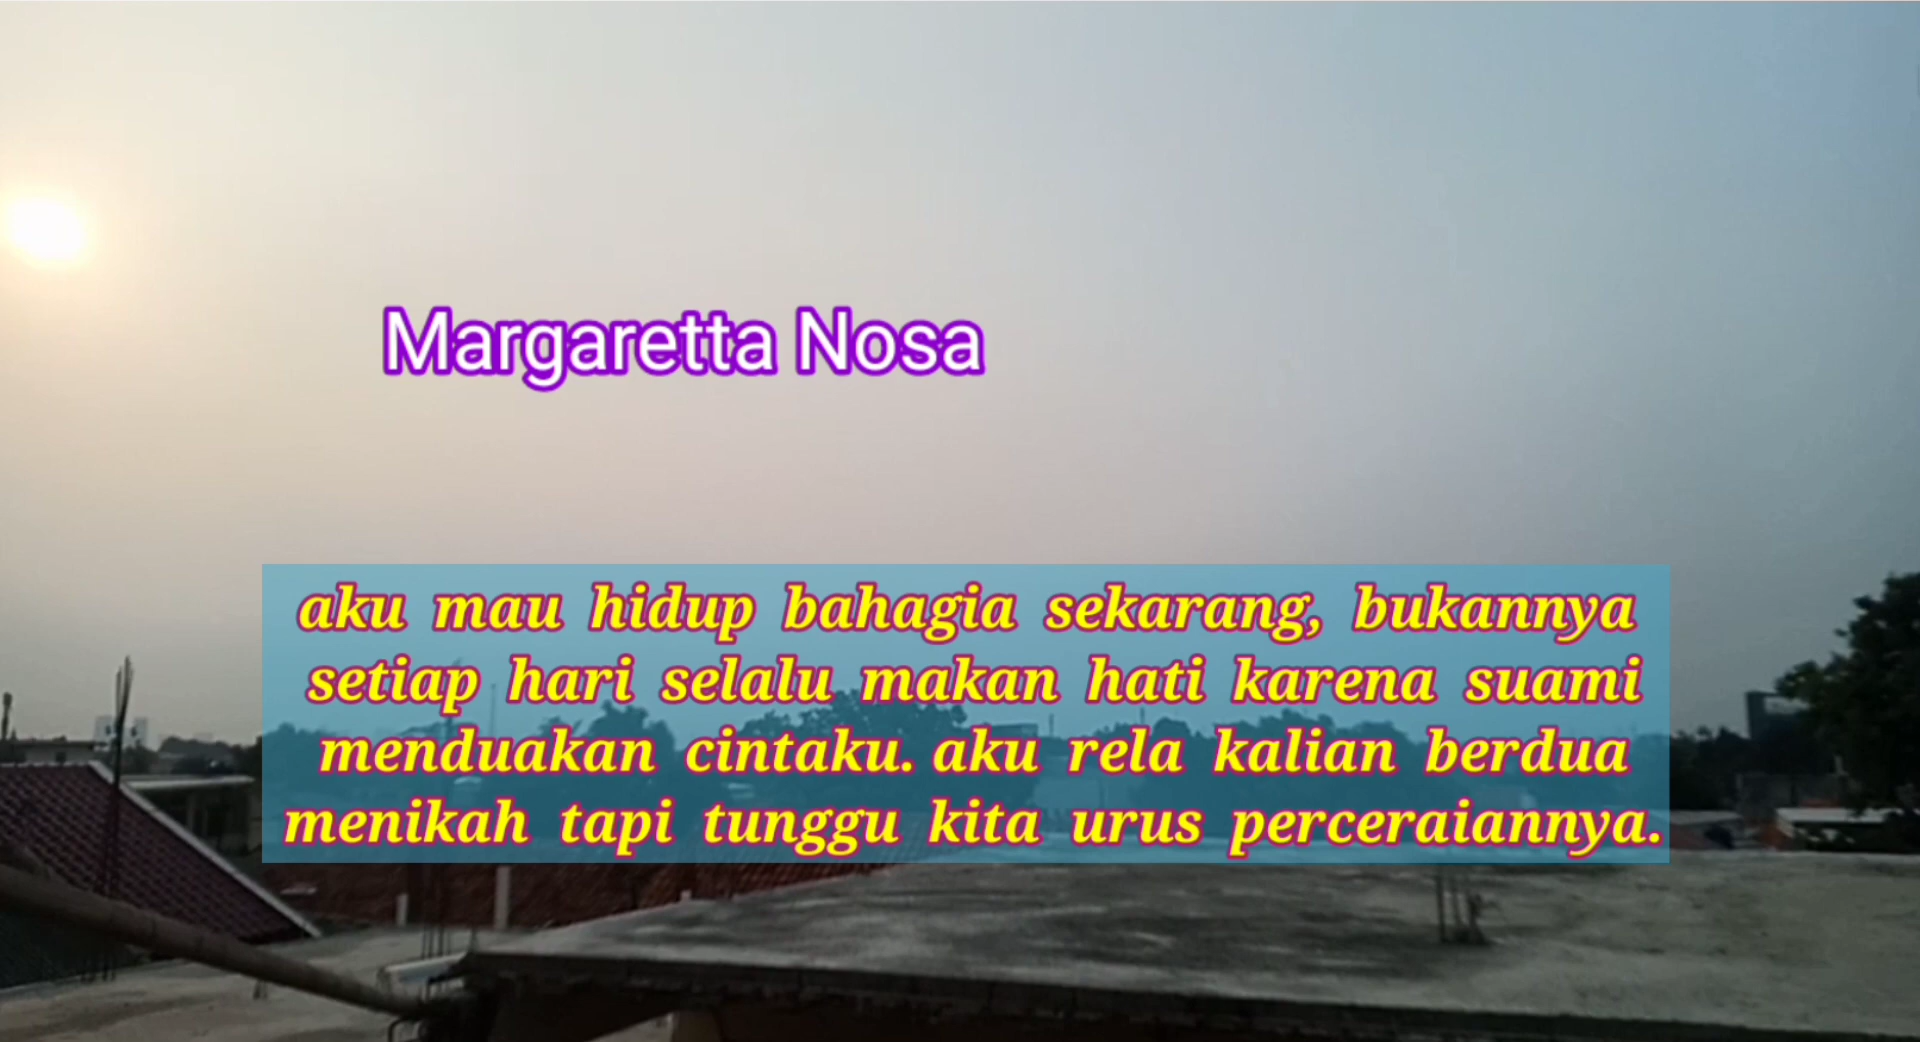 Margaretta Nosa
aku mau hidup bahagia sekarang, bukannya
setiap hari selalu makan hati karena suami
menduakan cintaku. aku rela kalian berdua
menikah tapi tunggu kita urus perceraiannya.